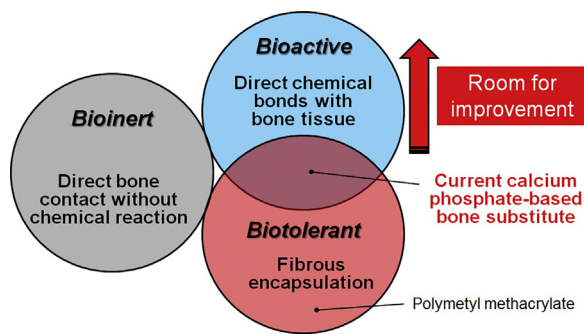 Bioactive
Direct chemical
bonds with
bone tissue
Room for
improvement
Bioinert
Direct bone
contact without
chemical reaction
Current calcium
phosphate-based
bone substitute
Biotolerant
Fibrous
encapsulation
Polymetyl methacrylate